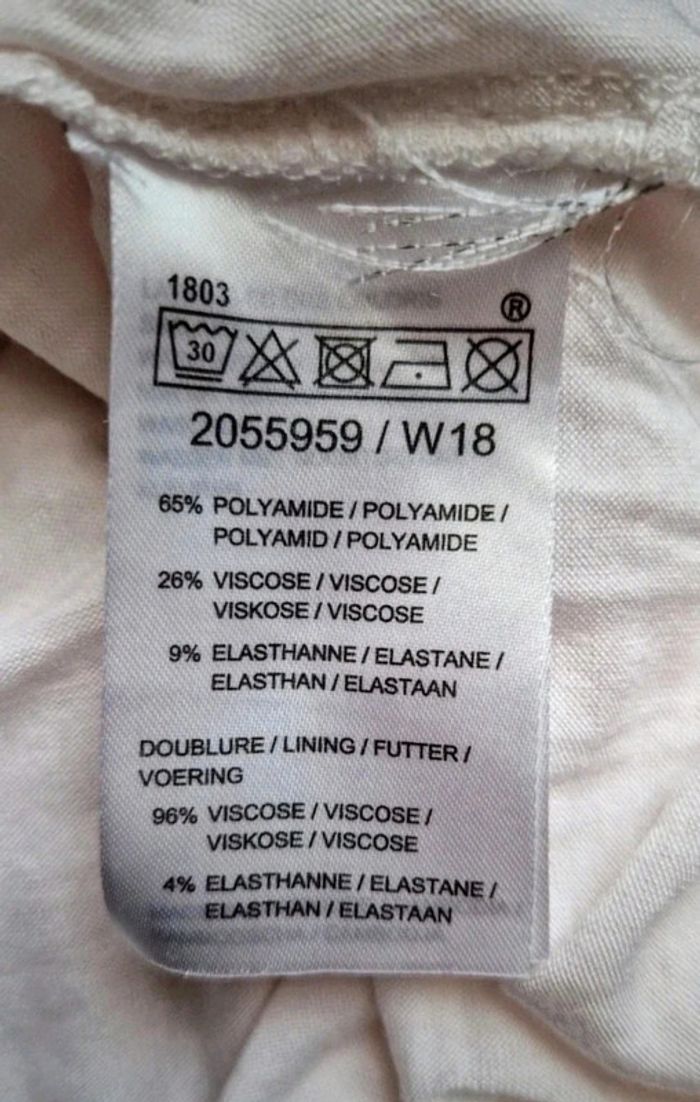 1803
®
30
2055959 / W18
65% POLYAMIDE / POLYAMIDE /
POLYAMID / POLYAMIDE
26% VISCOSE / VISCOSE /
VISKOSE / VISCOSE
9% ELASTHANNE / ELASTANE /
ELASTHAN / ELASTAAN
DOUBLURE / LINING / FUTTER /
VOERING
96% VISCOSE / VISCOSE /
VISKOSE / VISCOSE
4% ELASTHANNE / ELASTANE /
ELASTHAN / ELASTAAN